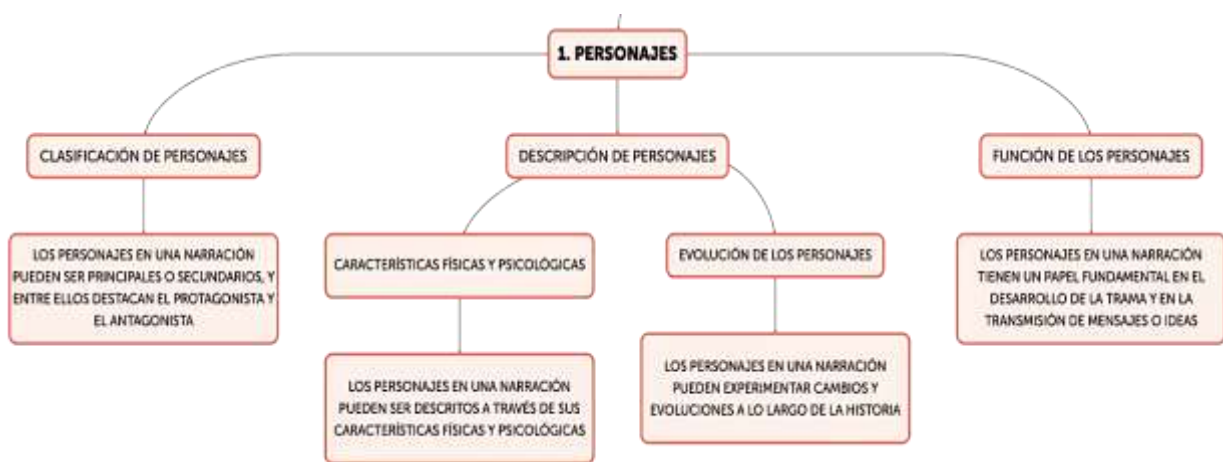 1. PERSONAJES
CLASIFICACIÓN DE PERSONAJES
DESCRIPCIÓN DE PERSONAJES
FUNCIÓN DE LOS PERSONAJES
LOS PERSONAJES EN UNA NARRACIÓN
PUEDEN SER PRINCIPALES O SECUNDARIOS, Y
ENTRE ELLOS DESTACAN EL PROTAGONISTA Y
EL ANTAGONISTA
CARACTERÍSTICAS FÍSICAS Y PSICOLÓGICAS
EVOLUCIÓN DE LOS PERSONAJES
LOS PERSONAJES EN UNA NARRACIÓN
TIENEN UN PAPEL FUNDAMENTAL EN EL
DESARROLLO DE LA TRAMA Y EN LA
TRANSMISIÓN DE MENSAJES O IDEAS
LOS PERSONAJES EN UNA NARRACIÓN
PUEDEN SER DESCRITOS A TRAVÉS DE SUS
CARACTERÍSTICAS FÍSICAS Y PSICOLÓGICAS
LOS PERSONAJES EN UNA NARRACIÓN
PUEDEN EXPERIMENTAR CAMBIOS Y
EVOLUCIONES A LO LARGO DE LA HISTORIA